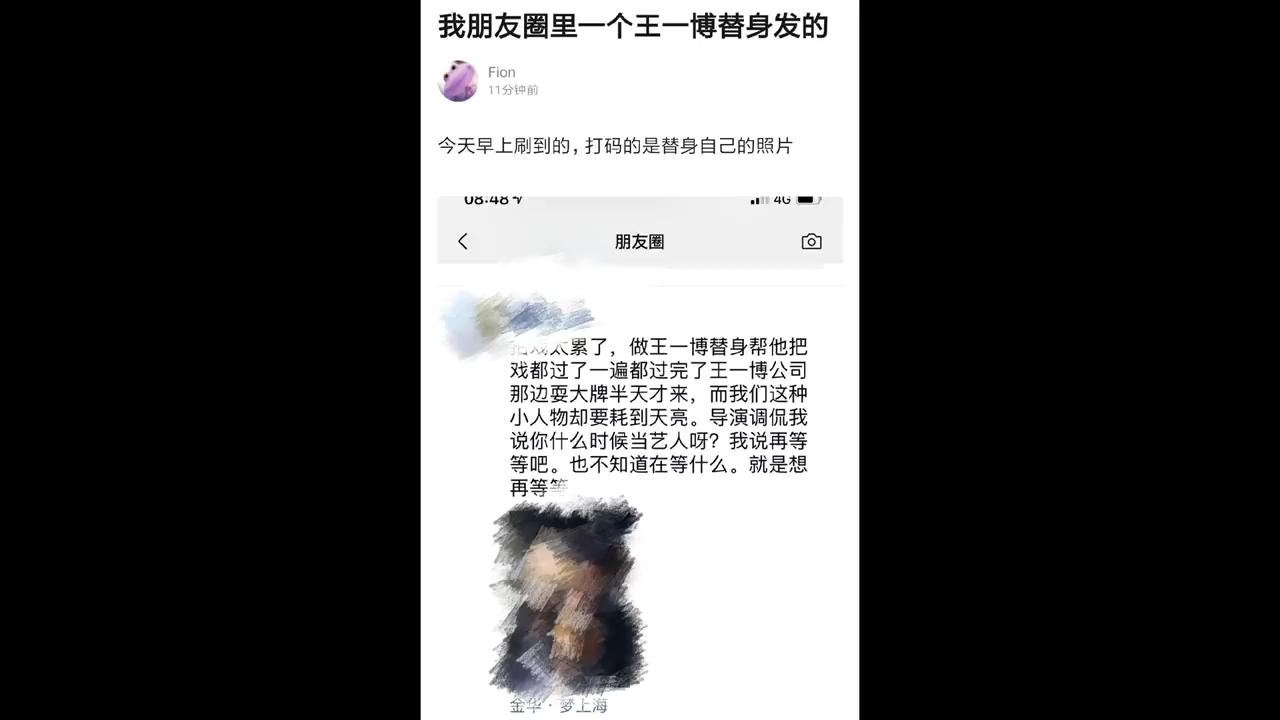 我朋友圈里一个王一博替身发的
Fion
11分钟前
今天早上刷到的,打码的是替身自己的照片
08:48
4G
朋友圈
太累了，做王一博替身帮他把
戏都过了一遍都过完了王一博公司
那边耍大牌半天才来，而我们这种
小人物却要耗到天亮。导演调侃我
说你什么时候当艺人呀？我说再等
等吧。也不知道在等什么。就是想
再等等
金华·梦上海